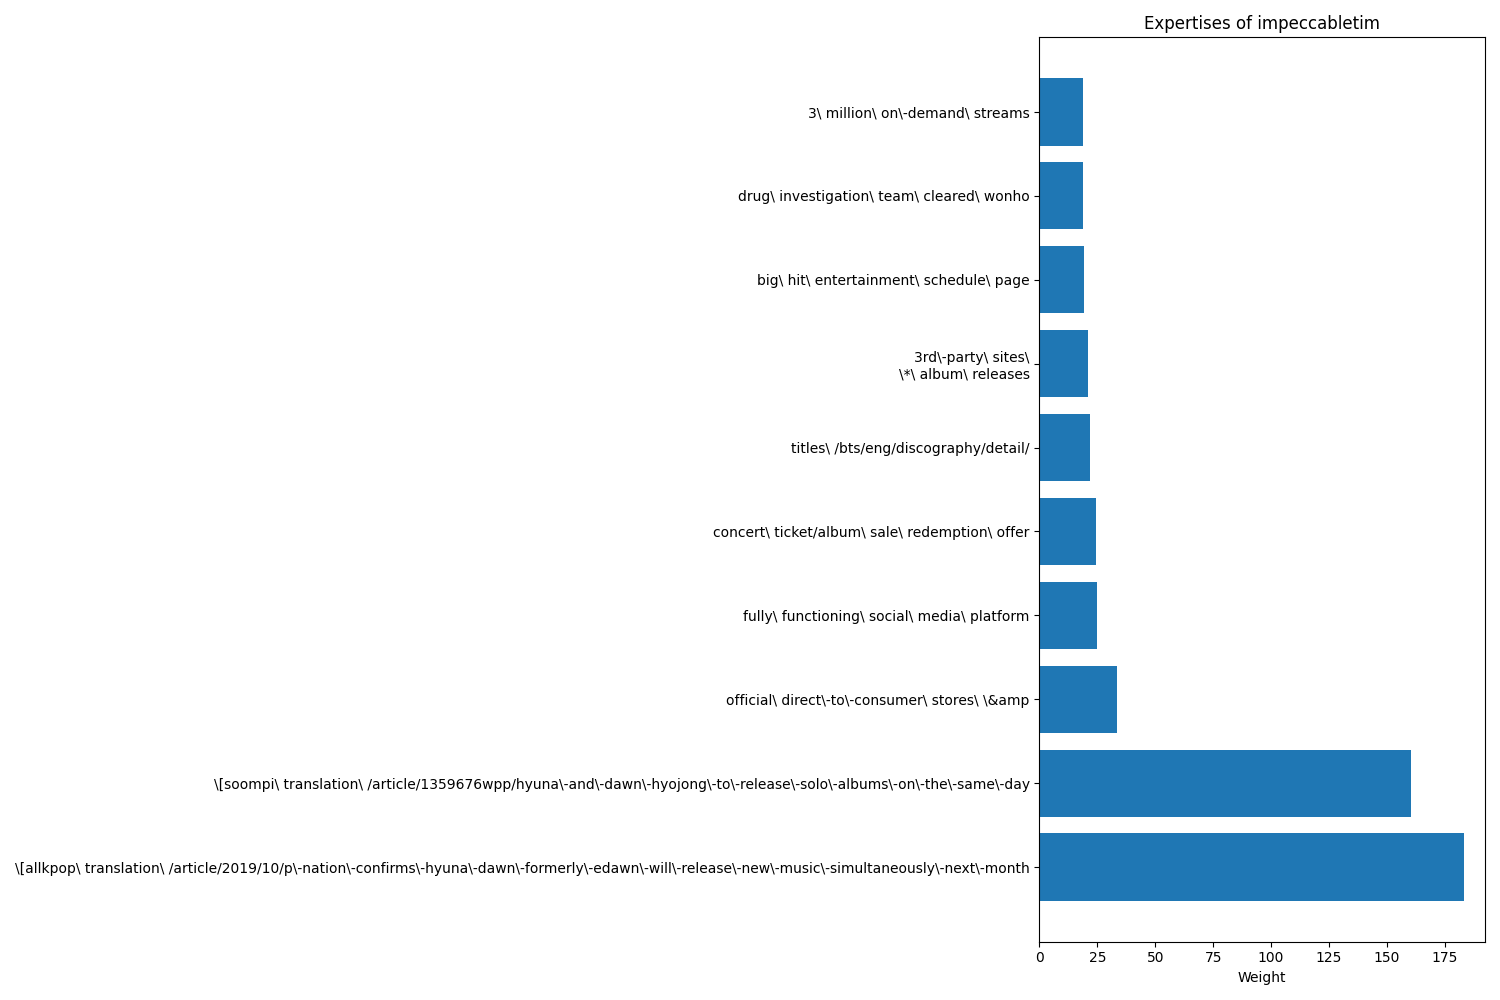 Expertises of impeccabletim
3\ million\ on\-demand\ streams
drug\ investigation\ team\ cleared\ wonho
big\ hit\ entertainment\ schedule\ page
3rd\-party\ sites\
\*\ album\ releases
titles\ /bts/eng/discography/detail/
concert\ ticket/album\ sale\ redemption\ offer
fully\ functioning\ social\ media\ platform
official\ direct\-to\-consumer\ stores\ \&amp
\[soompi\ translation\ /article/1359676wpp/hyuna\-and\-dawn\-hyojong\-to\-release\-solo\-albums\-on\-the\-same\-day
\[allkpop\ translation\ /article/2019/10/p\-nation\-confirms\-hyuna\-dawn\-formerly\-edawn\-will\-release\-new\-music\-simultaneously\-next\-month
0 25 50 75 100 125 150 175
Weight